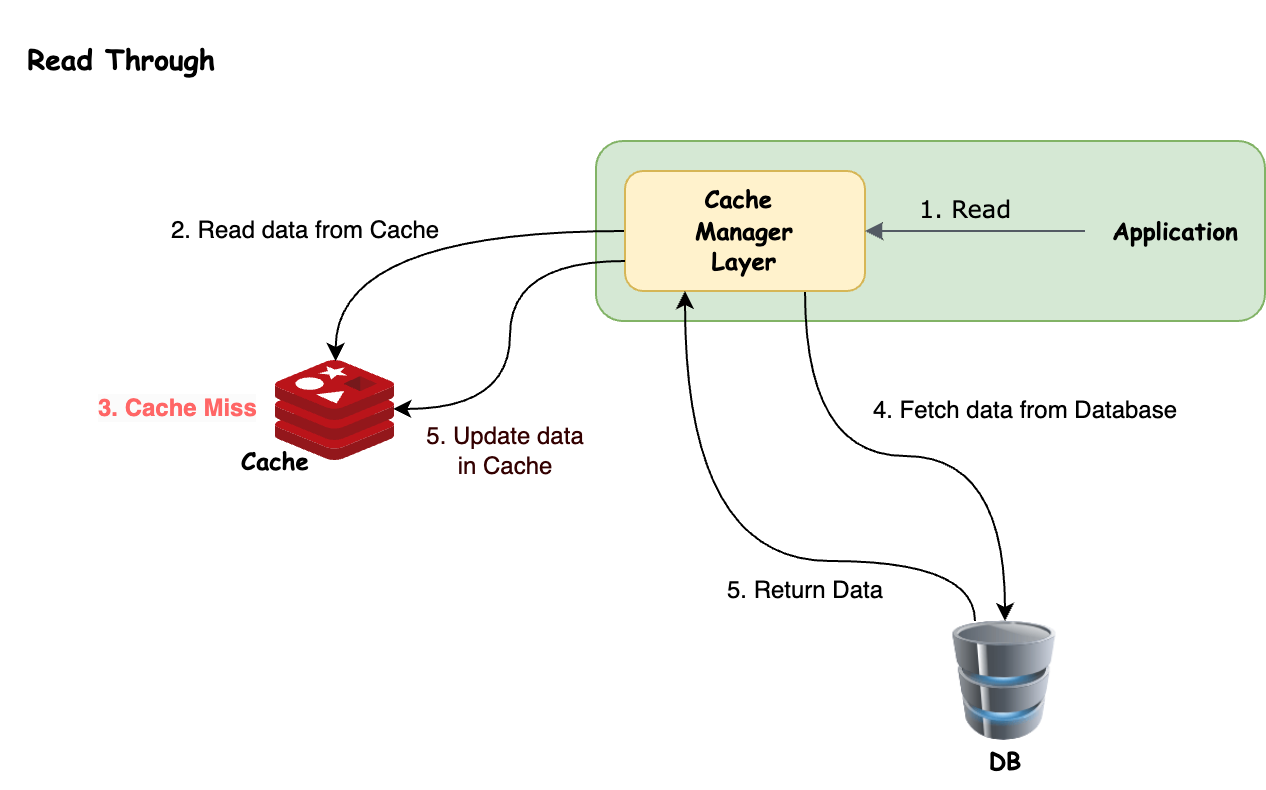 Read Through
1. Read
Cache
Manager
Layer
Application
2. Read data from Cache
3. Cache Miss
Cache
5. Update data
in Cache
4. Fetch data from Database
5. Return Data
DB